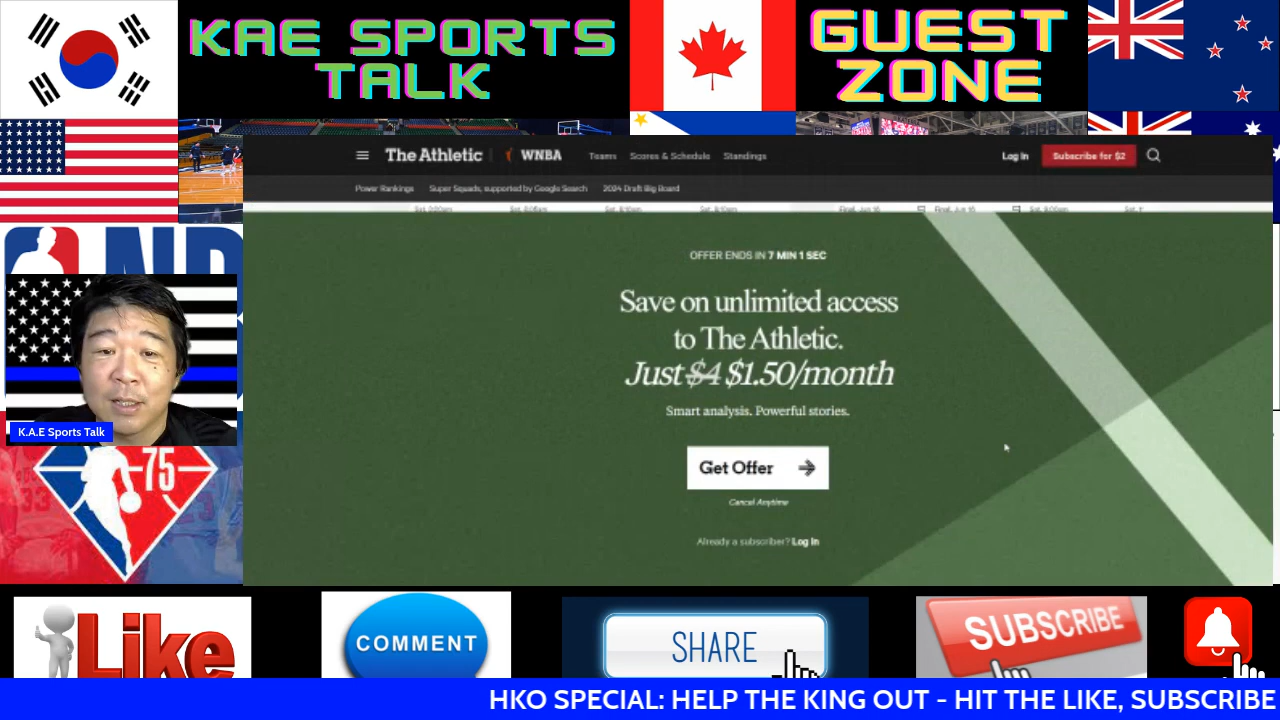 KAE SPORTS
TALK
GUEST
ZONE
The Athletic
WNBA
Teams
Scores & Schedule
Standings
Log In
Subscribe for $2
Power Rankings
Super Squads, supported by Google Search
2024 Draft Big Board
OFFER ENDS IN 7 MIN 1 SEC
Save on unlimited access
to The Athletic.
Just $4 $1.50/month
Smart analysis. Powerful stories.
Get Offer
Cancel Anytime
Already a subscriber? Log In
K.A.E Sports Talk
75
Like
COMMENT
SHARE
SUBSCRIBE
HKO SPECIAL: HELP THE KING OUT - HIT THE LIKE, SUBSCRIBE